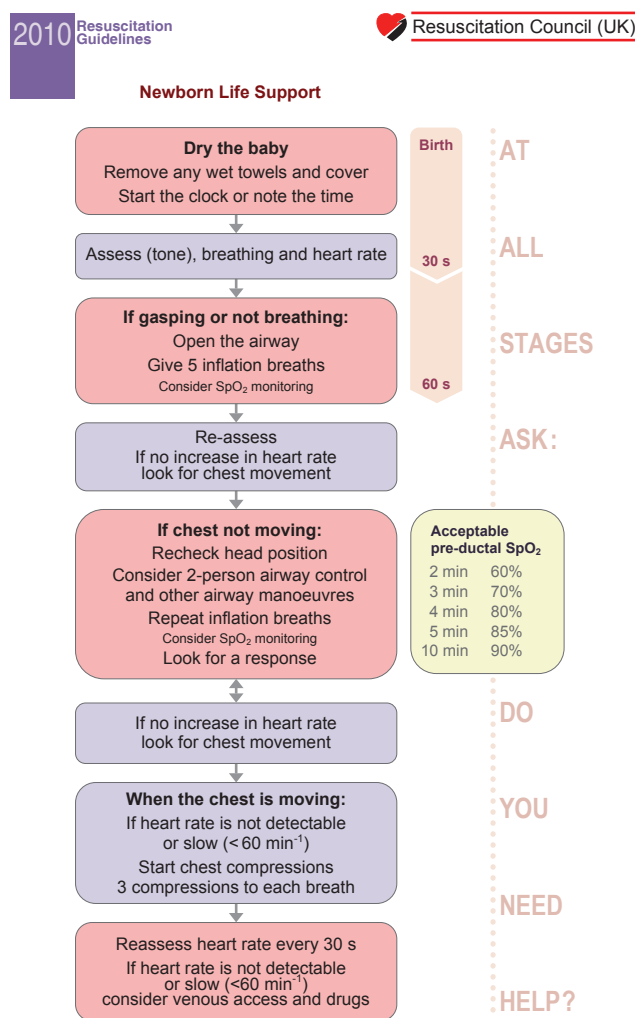 2010 Resuscitation
Guidelines
Resuscitation Council (UK)
Newborn Life Support
Dry the baby
Remove any wet towels and cover
Start the clock or note the time
Birth
Assess (tone), breathing and heart rate
30 s
If gasping or not breathing:
Open the airway
Give 5 inflation breaths
Consider SpO₂ monitoring
60 s
Re-assess
If no increase in heart rate
look for chest movement
If chest not moving:
Recheck head position
Consider 2-person airway control
and other airway manoeuvres
Repeat inflation breaths
Consider SpO₂ monitoring
Look for a response
Acceptable
pre-ductal SpO₂
2 min 60%
3 min 70%
4 min 80%
5 min 85%
10 min 90%
If no increase in heart rate
look for chest movement
When the chest is moving:
If heart rate is not detectable
or slow (< 60 min⁻¹)
Start chest compressions
3 compressions to each breath
Reassess heart rate every 30 s
If heart rate is not detectable
or slow (<60 min⁻¹)
consider venous access and drugs
AT
ALL
STAGES
ASK:
DO
YOU
NEED
HELP?